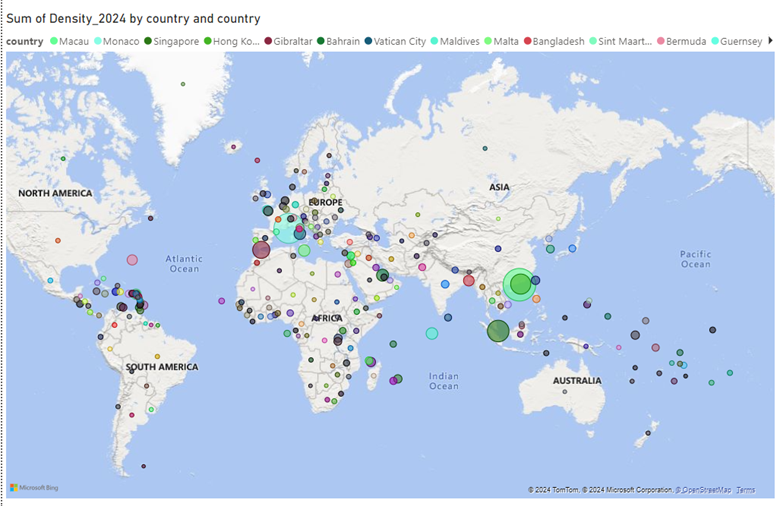 Sum of Density_2024 by country and country
country Macau Monaco Singapore Hong Ko... Gibraltar Bahrain Vatican City Maldives Malta Bangladesh Sint Maart... Bermuda Guernsey
NORTH AMERICA
EUROPE
ASIA
Atlantic
Ocean
Pacific
Ocean
AFRICA
SOUTH AMERICA
Indian
Ocean
AUSTRALIA
Microsoft Bing
© 2024 TomTom, © 2024 Microsoft Corporation, © OpenStreetMap Terms